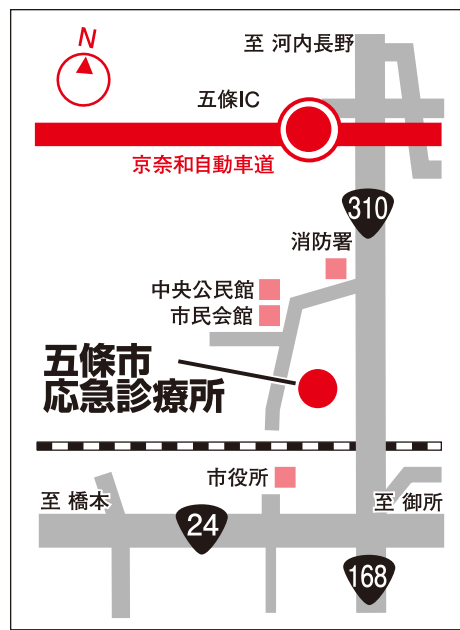 N
至 河内長野
五條IC
京奈和自動車道
310
消防署
中央公民館
市民会館
五條市
応急診療所
市役所
至 橋本
24
至 御所
168